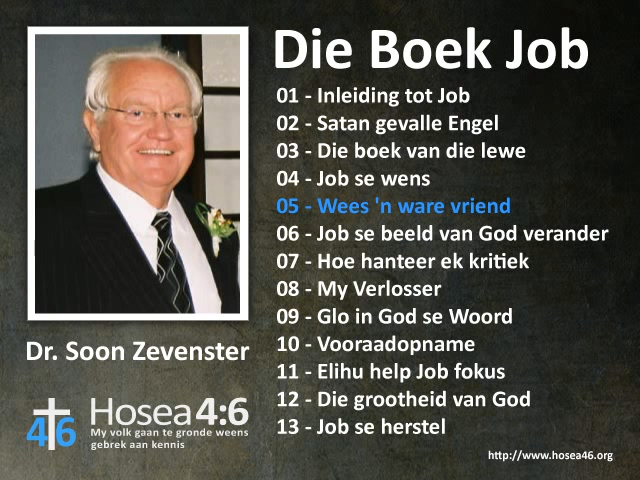 Die Boek Job
01 - Inleiding tot Job
02 - Satan gevalle Engel
03 - Die boek van die lewe
04 - Job se wens
05 - Wees 'n ware vriend
06 - Job se beeld van God verander
07 - Hoe hanteer ek kritiek
08 - My Verlosser
09 - Glo in God se Woord
10 - Vooraadopname
11 - Elihu help Job fokus
12 - Die grootheid van God
13 - Job se herstel
Dr. Soon Zevenster
46 Hosea 4:6
My volk gaan te gronde weens
gebrek aan kennis
http://www.hosea46.org